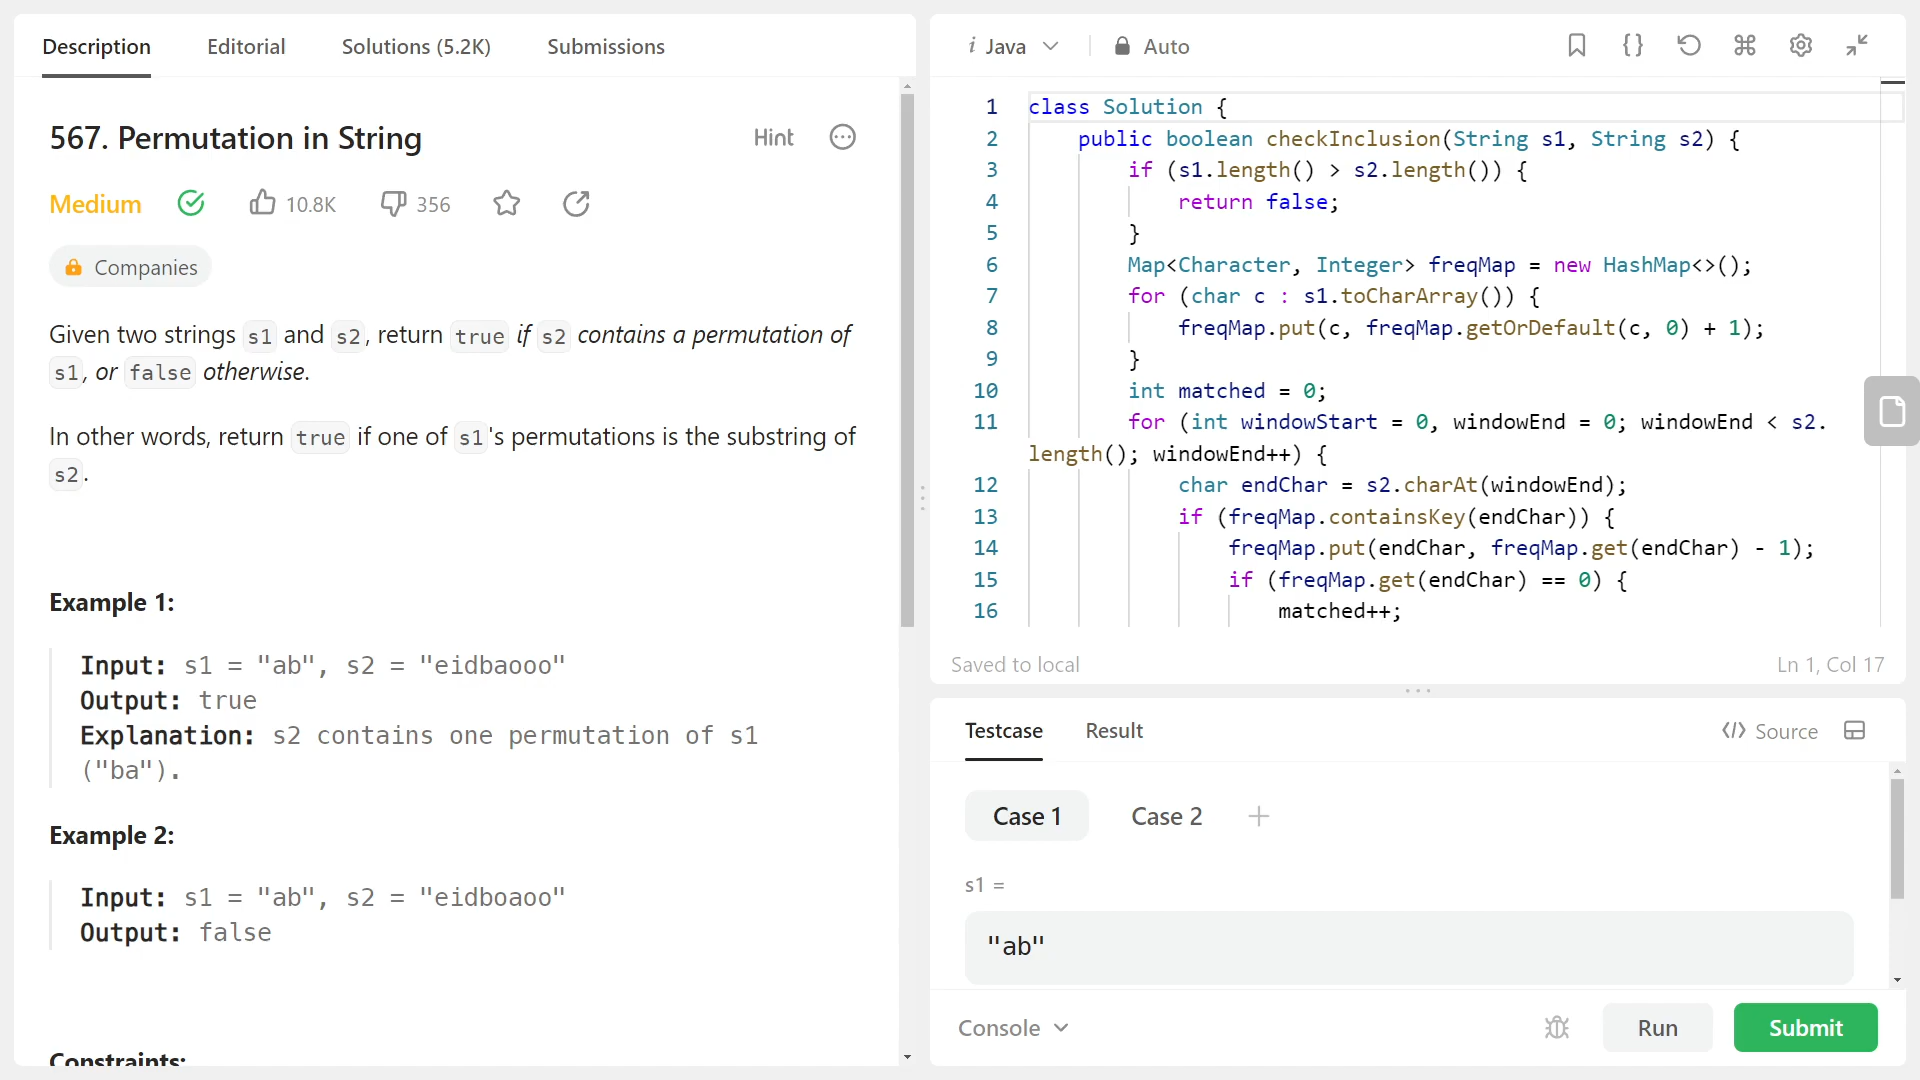 Description Editorial Solutions (5.2K) Submissions
567. Permutation in String Hint
Medium 10.8K 356
Companies
Given two strings s1 and s2, return true if s2 contains a permutation of
s1, or false otherwise.
In other words, return true if one of s1's permutations is the substring of
s2.
Example 1:
Input: s1 = "ab", s2 = "eidbaooo"
Output: true
Explanation: s2 contains one permutation of s1
("ba").
Example 2:
Input: s1 = "ab", s2 = "eidboaoo"
Output: false
Constraints:
i Java Auto
1 class Solution {
2 public boolean checkInclusion(String s1, String s2) {
3 if (s1.length() > s2.length()) {
4 return false;
5 }
6 Map<Character, Integer> freqMap = new HashMap<>();
7 for (char c : s1.toCharArray()) {
8 freqMap.put(c, freqMap.getOrDefault(c, 0) + 1);
9 }
10 int matched = 0;
11 for (int windowStart = 0, windowEnd = 0; windowEnd < s2.
length(); windowEnd++) {
12 char endChar = s2.charAt(windowEnd);
13 if (freqMap.containsKey(endChar)) {
14 freqMap.put(endChar, freqMap.get(endChar) - 1);
15 if (freqMap.get(endChar) == 0) {
16 matched++;
Saved to local Ln 1, Col 17
Testcase Result </> Source
Case 1 Case 2 +
s1 =
"ab"
Console Run Submit